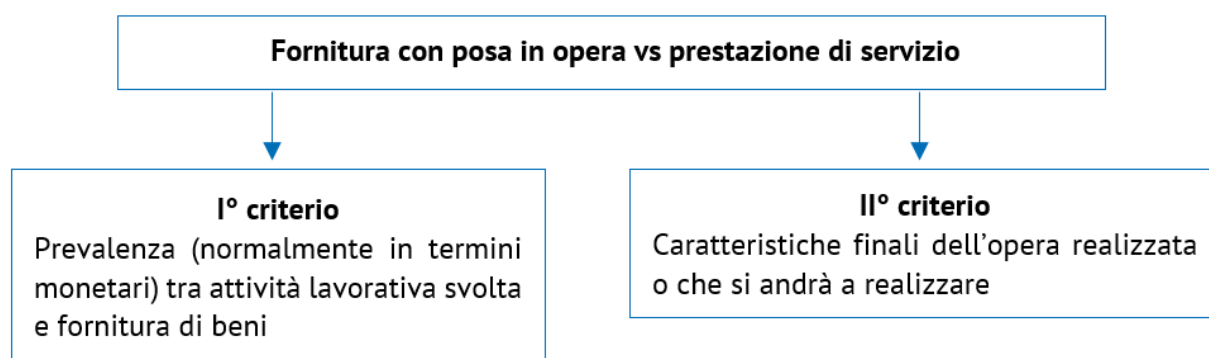 Fornitura con posa in opera vs prestazione di servizio
I° criterio
Prevalenza (normalmente in termini
monetari) tra attività lavorativa svolta
e fornitura di beni
II° criterio
Caratteristiche finali dell’opera realizzata
o che si andrà a realizzare